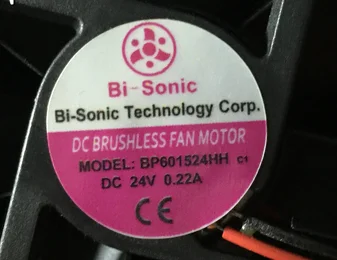 Bi-Sonic
Bi-Sonic Technology Corp.
DC BRUSHLESS FAN MOTOR
MODEL: BP601524HH C1
DC 24V 0.22A
CE